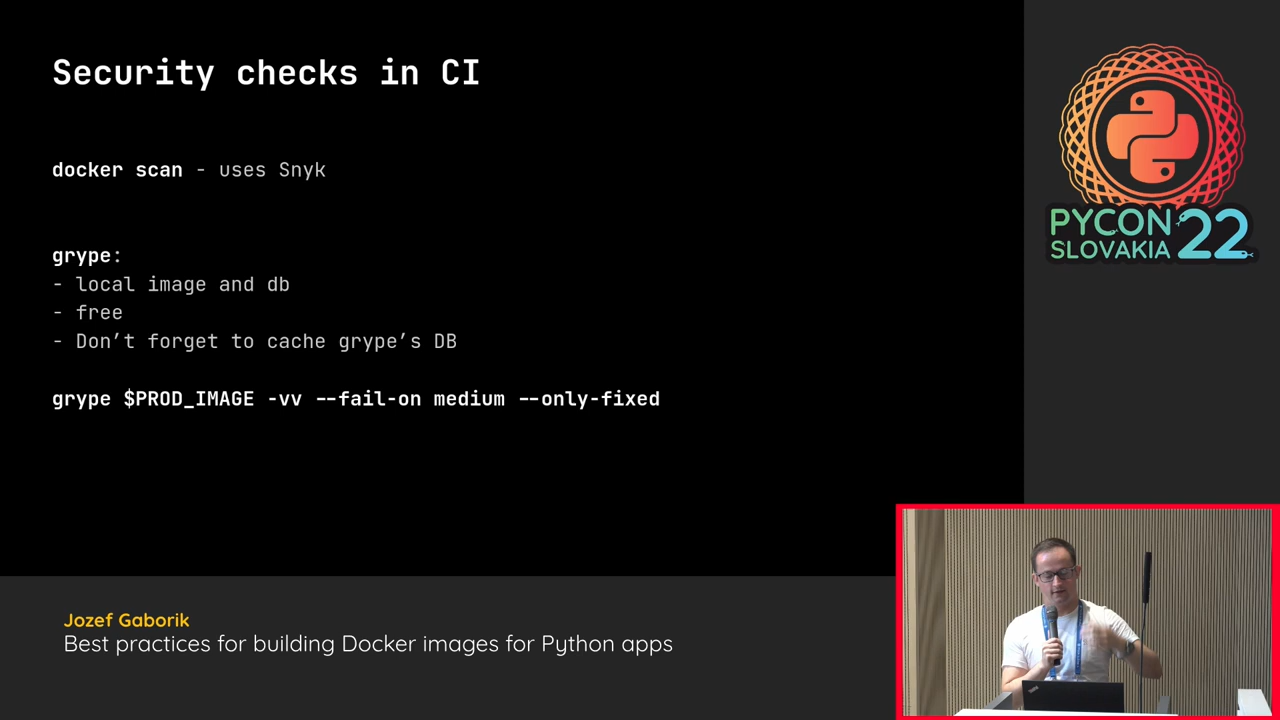 Security checks in CI
docker scan - uses Snyk
grype:
- local image and db
- free
- Don’t forget to cache grype’s DB
grype $PROD_IMAGE -vv --fail-on medium --only-fixed
PYCON
SLOVAKIA 22
Jozef Gaborik
Best practices for building Docker images for Python apps